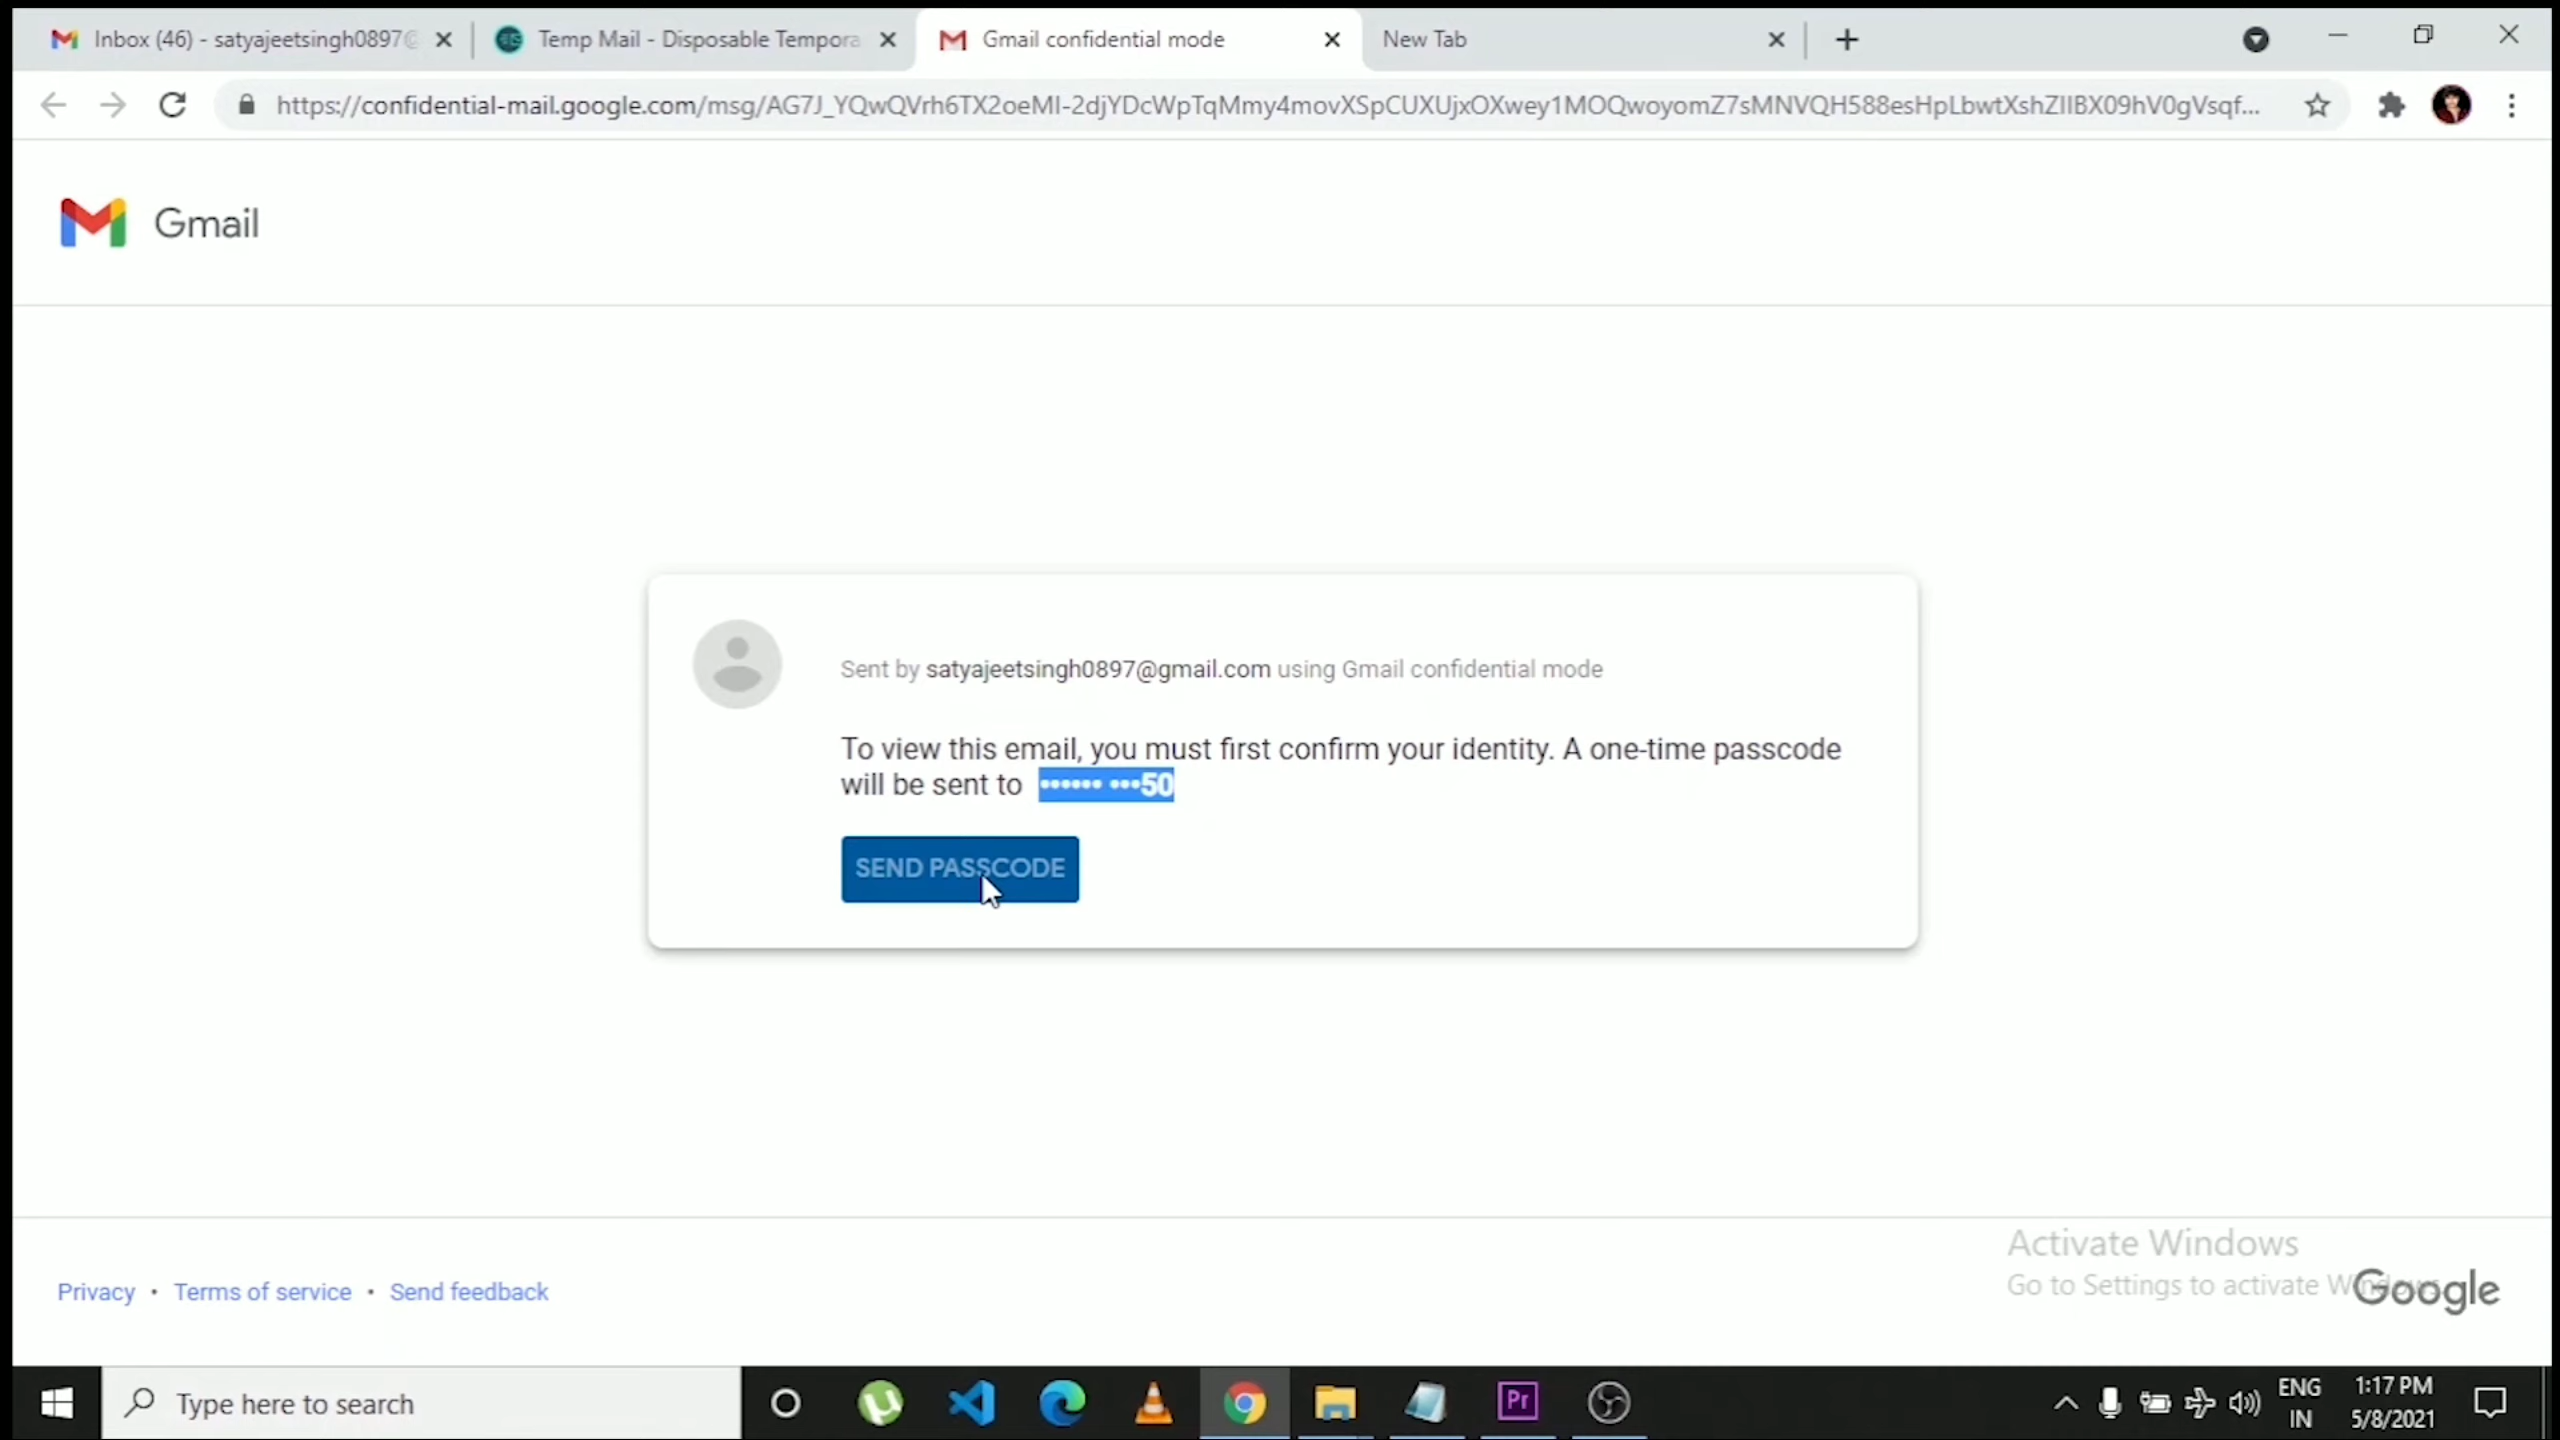 Inbox (46) - satyajeetsingh0897@
Temp Mail - Disposable Tempora
Gmail confidential mode
New Tab
https://confidential-mail.google.com/msg/AG7J_YQwQVrh6TX2oeMI-2djYDcWpTqMmy4movXSpCUXUjxOXwey1MOQwoyomZ7sMNVQH588esHpLbwtXshZIIBX09hV0gVsqf...
Gmail
Sent by satyajeetsingh0897@gmail.com using Gmail confidential mode
To view this email, you must first confirm your identity. A one-time passcode
will be sent to •••••• •••50
SEND PASSCODE
Activate Windows
Go to Settings to activate Windows.
Privacy • Terms of service • Send feedback
Google
Type here to search
Pr
ENG
IN
1:17 PM
5/8/2021